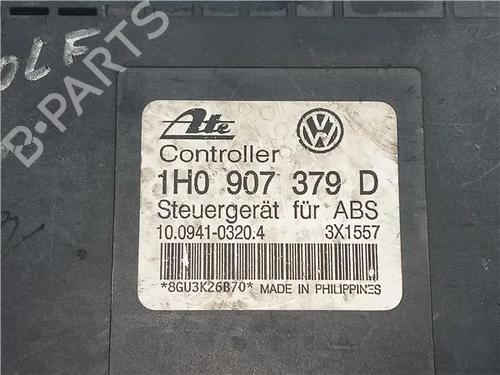 OLF
B-PARTS
Ate
VW
Controller
1H0 907 379 D
Steuergerät für ABS
10.0941-0320.4 3X1557
*8GU3K26B70* MADE IN PHILIPPINES